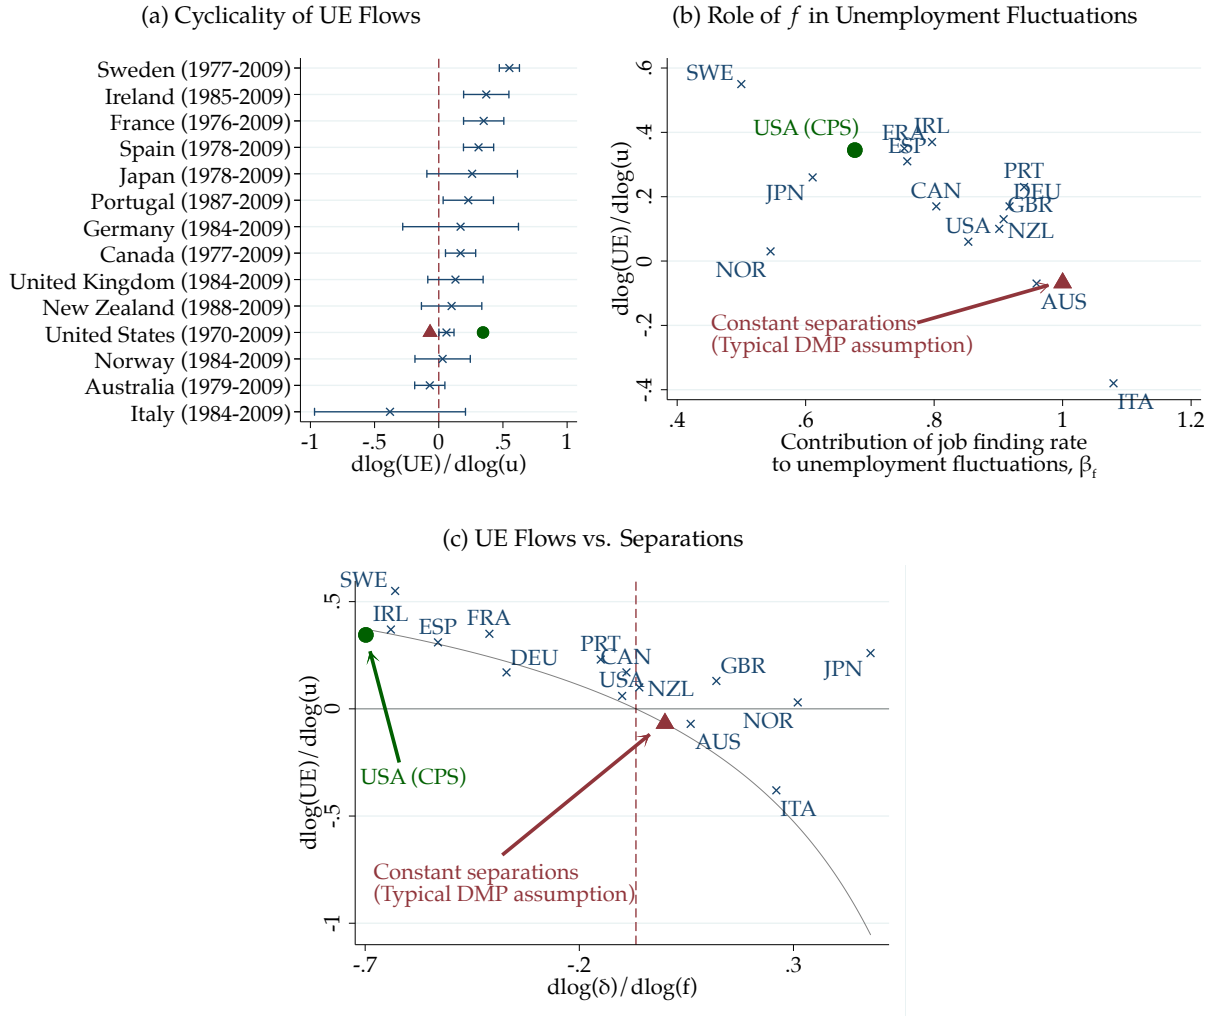 (a) Cyclicality of UE Flows
Sweden (1977-2009)
Ireland (1985-2009)
France (1976-2009)
Spain (1978-2009)
Japan (1978-2009)
Portugal (1987-2009)
Germany (1984-2009)
Canada (1977-2009)
United Kingdom (1984-2009)
New Zealand (1988-2009)
United States (1970-2009)
Norway (1984-2009)
Australia (1979-2009)
Italy (1984-2009)
-1 -.5 0 .5 1
dlog(UE)/dlog(u)
(b) Role of f in Unemployment Fluctuations
dlog(UE)/dlog(u)
.6
.4
.2
0
-.2
-.4
SWE
USA (CPS)
FRA
IRL
ESP
JPN
PRT
DEU
CAN
GBR
USA
NZL
NOR
AUS
Constant separations
(Typical DMP assumption)
ITA
.4 .6 .8 1 1.2
Contribution of job finding rate
to unemployment fluctuations, βf
(c) UE Flows vs. Separations
dlog(UE)/dlog(u)
.5
0
-.5
-1
SWE
IRL
ESP
FRA
DEU
PRT
CAN
USA
NZL
GBR
JPN
NOR
AUS
USA (CPS)
ITA
Constant separations
(Typical DMP assumption)
-.7 -.2 .3
dlog(δ)/dlog(f)